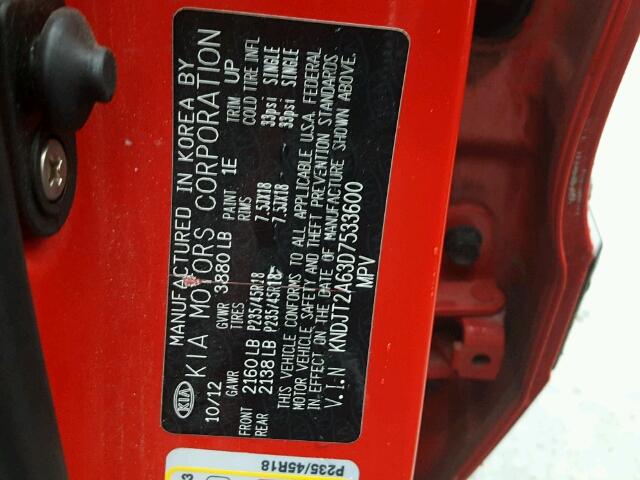 MANUFACTURED IN KOREA BY
KIA KIA MOTORS CORPORATION
10/12 GVWR 3880 LB PAINT 1E TRIM UP
GAWR TIRES RIMS COLD TIRE INFL
FRONT 2160 LB P235/45R18 7.5JX18 33psi SINGLE
REAR 2138 LB P235/45R18 7.5JX18 33psi SINGLE
THIS VEHICLE CONFORMS TO ALL APPLICABLE U.S.A. FEDERAL
MOTOR VEHICLE SAFETY AND THEFT PREVENTION STANDARDS
IN EFFECT ON THE DATE OF MANUFACTURE SHOWN ABOVE.
V.I.N KNDJT2A63D7533600
MPV
P235/45R18